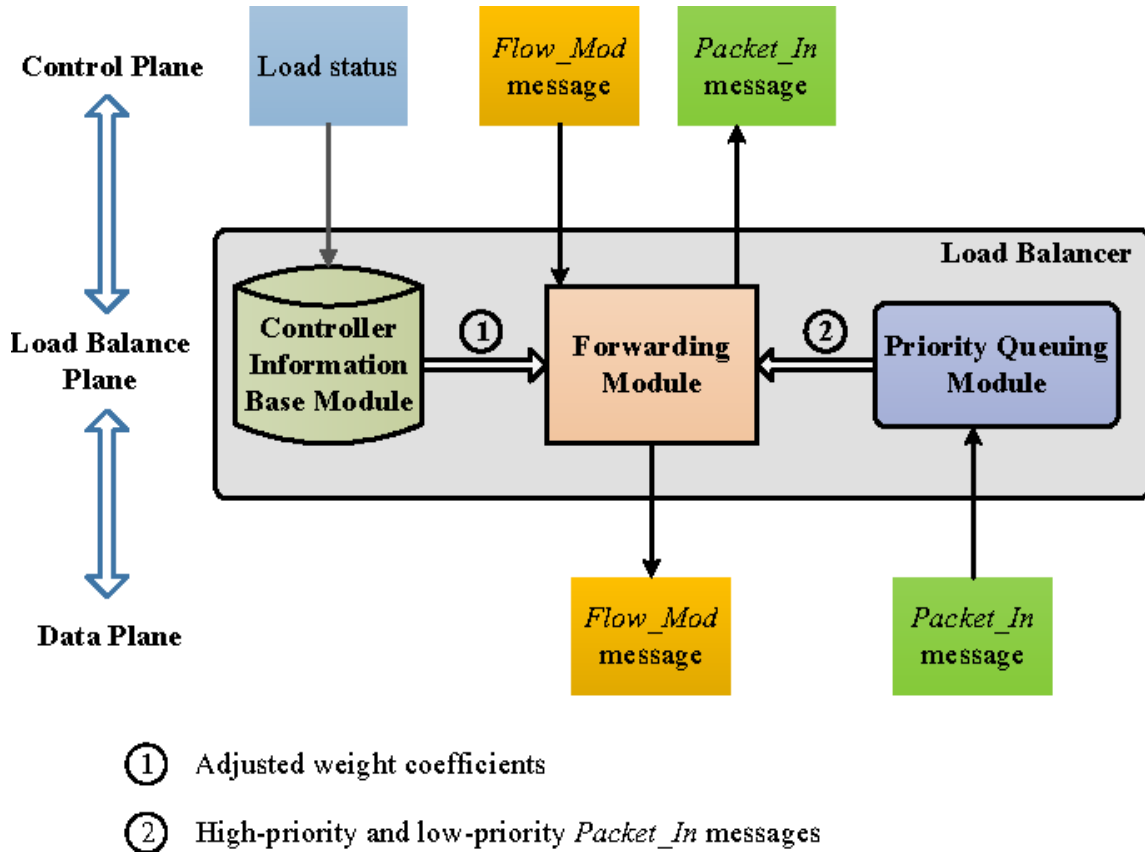 Control Plane
Load status
Flow_Mod
message
Packet_In
message
Load Balancer
Load Balance
Plane
Controller
Information
Base Module
1
Forwarding
Module
2
Priority Queuing
Module
Data Plane
Flow_Mod
message
Packet_In
message
1 Adjusted weight coefficients
2 High-priority and low-priority Packet_In messages